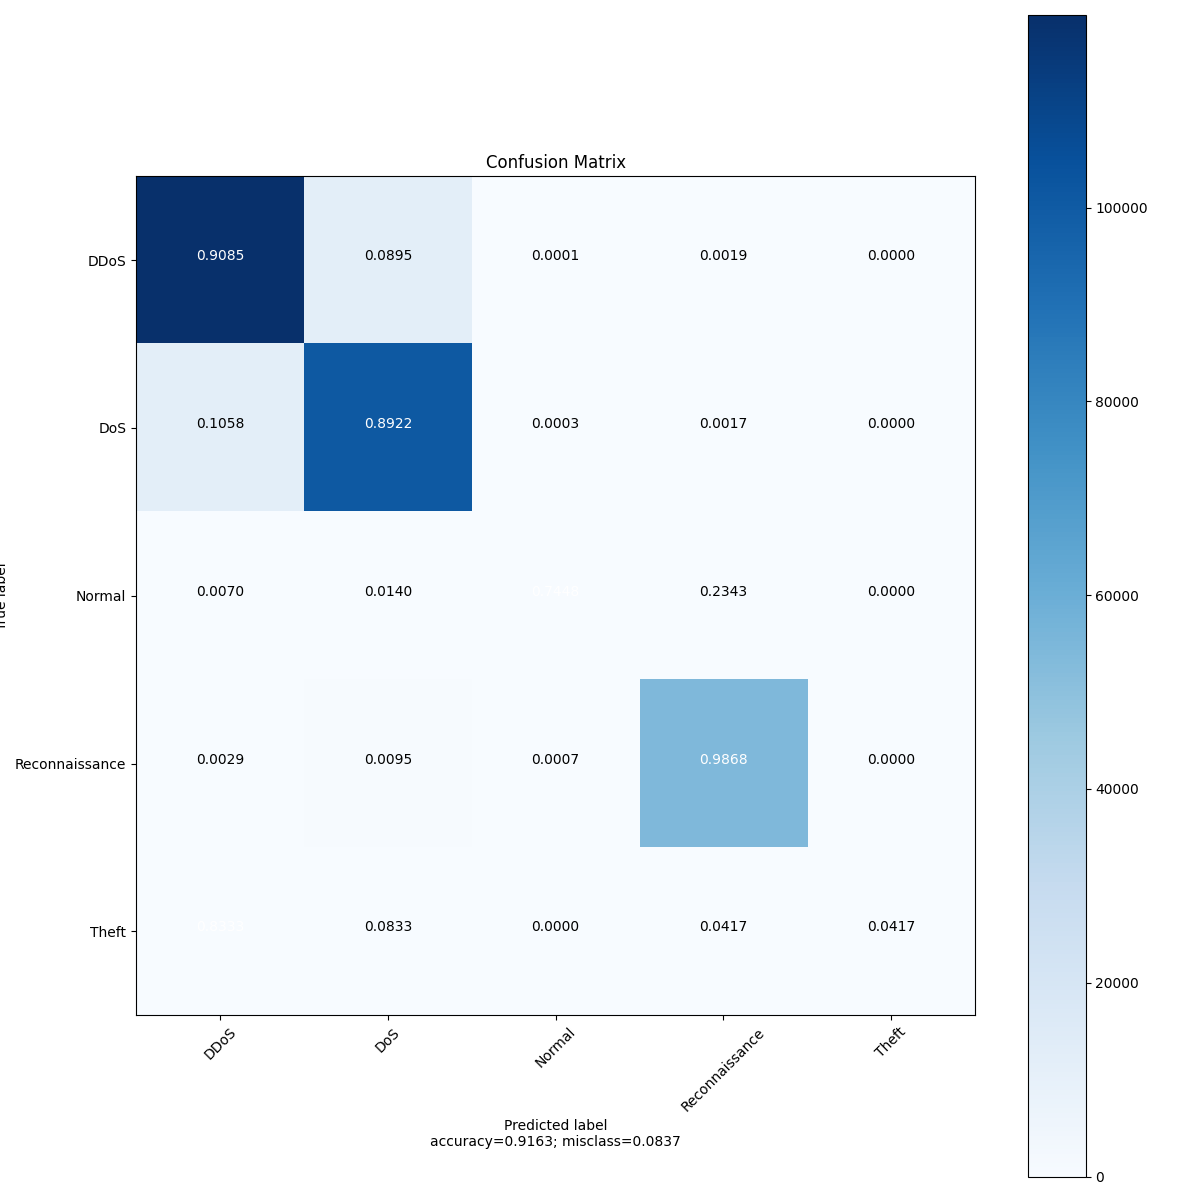 Confusion Matrix
DDoS 0.9085 0.0895 0.0001 0.0019 0.0000
DoS 0.1058 0.8922 0.0003 0.0017 0.0000
Normal 0.0070 0.0140 0.2343 0.0000
Reconnaissance 0.0029 0.0095 0.0007 0.9868 0.0000
Theft 0.0833 0.0000 0.0417 0.0417
True label
DDoS DoS Normal Reconnaissance Theft
Predicted label
accuracy=0.9163; misclass=0.0837
100000
80000
60000
40000
20000
0